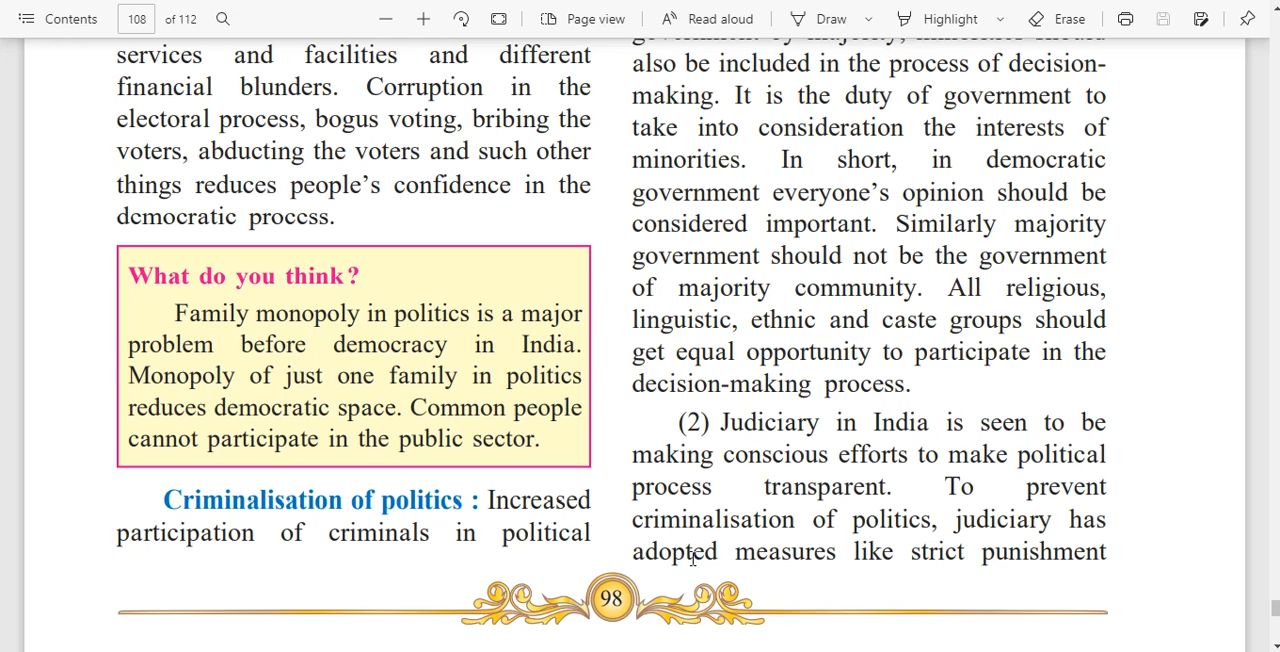 Contents
108 of 112
Page view
Read aloud
Draw
Highlight
Erase
services and facilities and different
financial blunders. Corruption in the
electoral process, bogus voting, bribing the
voters, abducting the voters and such other
things reduces people's confidence in the
democratic process.
What do you think?
Family monopoly in politics is a major
problem before democracy in India.
Monopoly of just one family in politics
reduces democratic space. Common people
cannot participate in the public sector.
Criminalisation of politics : Increased
participation of criminals in political
government by majority, minorities should
also be included in the process of decision-
making. It is the duty of government to
take into consideration the interests of
minorities. In short, in democratic
government everyone's opinion should be
considered important. Similarly majority
government should not be the government
of majority community. All religious,
linguistic, ethnic and caste groups should
get equal opportunity to participate in the
decision-making process.
(2) Judiciary in India is seen to be
making conscious efforts to make political
process transparent. To prevent
criminalisation of politics, judiciary has
adopted measures like strict punishment
98